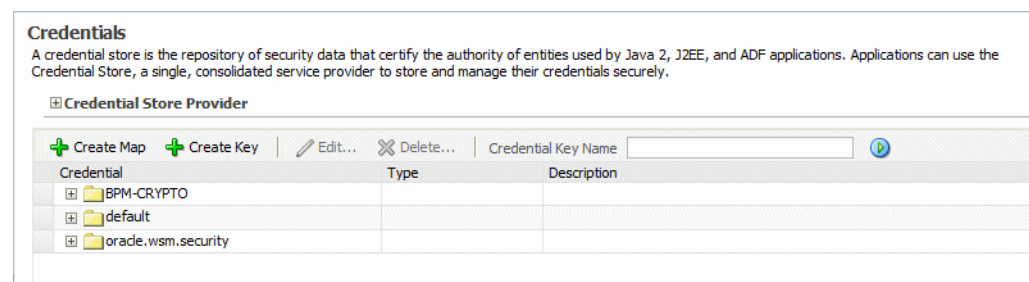 Credentials
A credential store is the repository of security data that certify the authority of entities used by Java 2, J2EE, and ADF applications. Applications can use the
Credential Store, a single, consolidated service provider to store and manage their credentials securely.
Credential Store Provider
Create Map Create Key Edit... Delete... Credential Key Name
Credential Type Description
BPM-CRYPTO
default
oracle.wsm.security